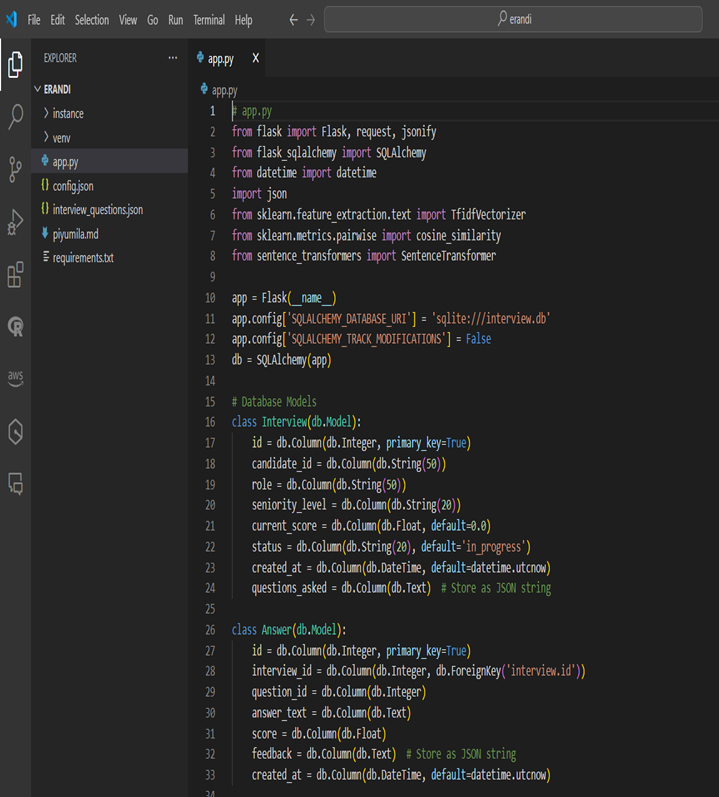 File Edit Selection View Go Run Terminal Help
erandi
EXPLORER
app.py
ERANDI
instance
venv
app.py
config.json
interview_questions.json
piyumila.md
requirements.txt
R
aws
app.py
1 # app.py
2 from flask import Flask, request, jsonify
3 from flask_sqlalchemy import SQLAlchemy
4 from datetime import datetime
5 import json
6 from sklearn.feature_extraction.text import TfidfVectorizer
7 from sklearn.metrics.pairwise import cosine_similarity
8 from sentence_transformers import SentenceTransformer
9
10 app = Flask(__name__)
11 app.config['SQLALCHEMY_DATABASE_URI'] = 'sqlite:///interview.db'
12 app.config['SQLALCHEMY_TRACK_MODIFICATIONS'] = False
13 db = SQLAlchemy(app)
14
15 # Database Models
16 class Interview(db.Model):
17     id = db.Column(db.Integer, primary_key=True)
18     candidate_id = db.Column(db.String(50))
19     role = db.Column(db.String(50))
20     seniority_level = db.Column(db.String(20))
21     current_score = db.Column(db.Float, default=0.0)
22     status = db.Column(db.String(20), default='in_progress')
23     created_at = db.Column(db.DateTime, default=datetime.utcnow)
24     questions_asked = db.Column(db.Text)  # Store as JSON string
25
26 class Answer(db.Model):
27     id = db.Column(db.Integer, primary_key=True)
28     interview_id = db.Column(db.Integer, db.ForeignKey('interview.id'))
29     question_id = db.Column(db.Integer)
30     answer_text = db.Column(db.Text)
31     score = db.Column(db.Float)
32     feedback = db.Column(db.Text)  # Store as JSON string
33     created_at = db.Column(db.DateTime, default=datetime.utcnow)
34